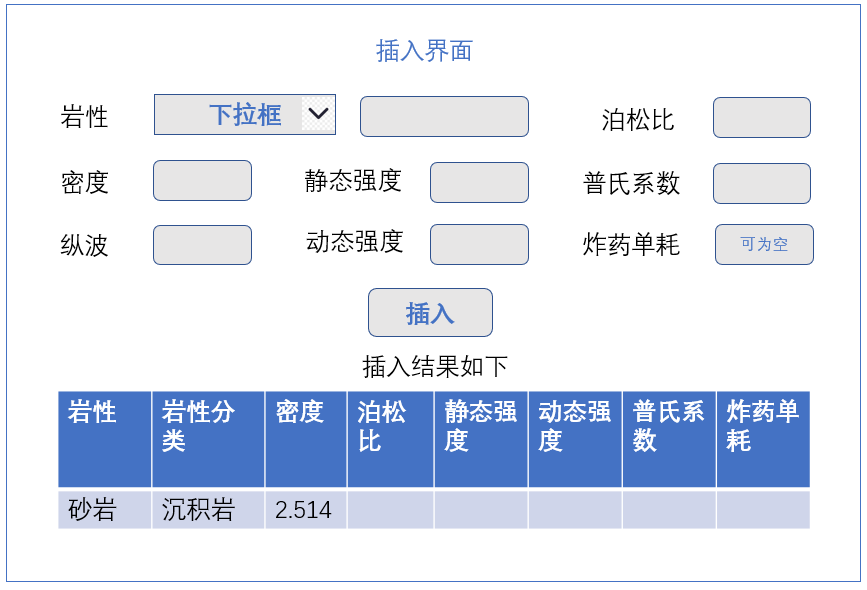 插入界面
岩性 下拉框 泊松比
密度 静态强度 普氏系数
纵波 动态强度 炸药单耗 可为空
插入
插入结果如下
岩性 岩性分类 密度 泊松比 静态强度 动态强度 普氏系数 炸药单耗
砂岩 沉积岩 2.514